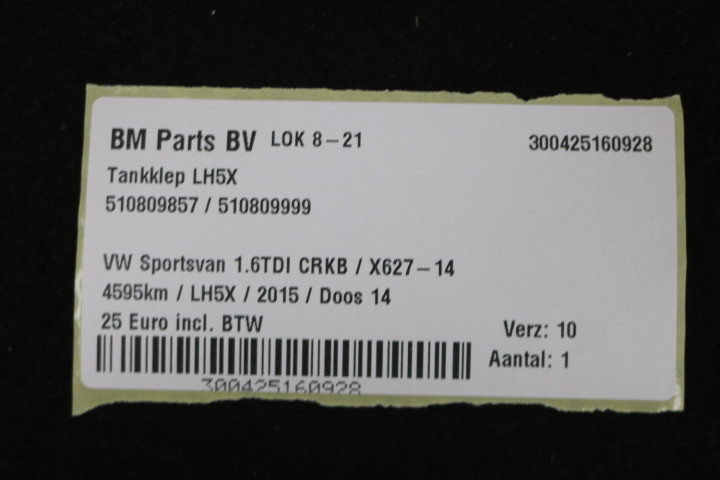 BM Parts BV LOK 8-21 300425160928
Tankklep LH5X
510809857 / 510809999
VW Sportsvan 1.6TDI CRKB / X627-14
4595km / LH5X / 2015 / Doos 14
25 Euro incl. BTW Verz: 10
Aantal: 1
300425160928